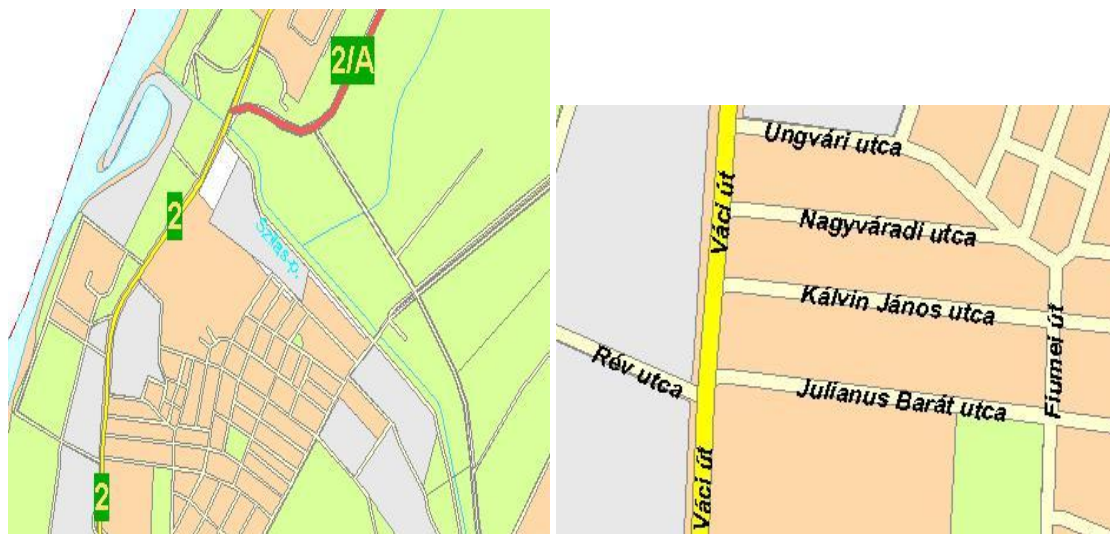 2/A
2
Szilas-p.
2
Ungvári utca
Váci út
Nagyváradi utca
Kálvin János utca
Fiumei út
Rév utca
Julianus Barát utca
Váci út